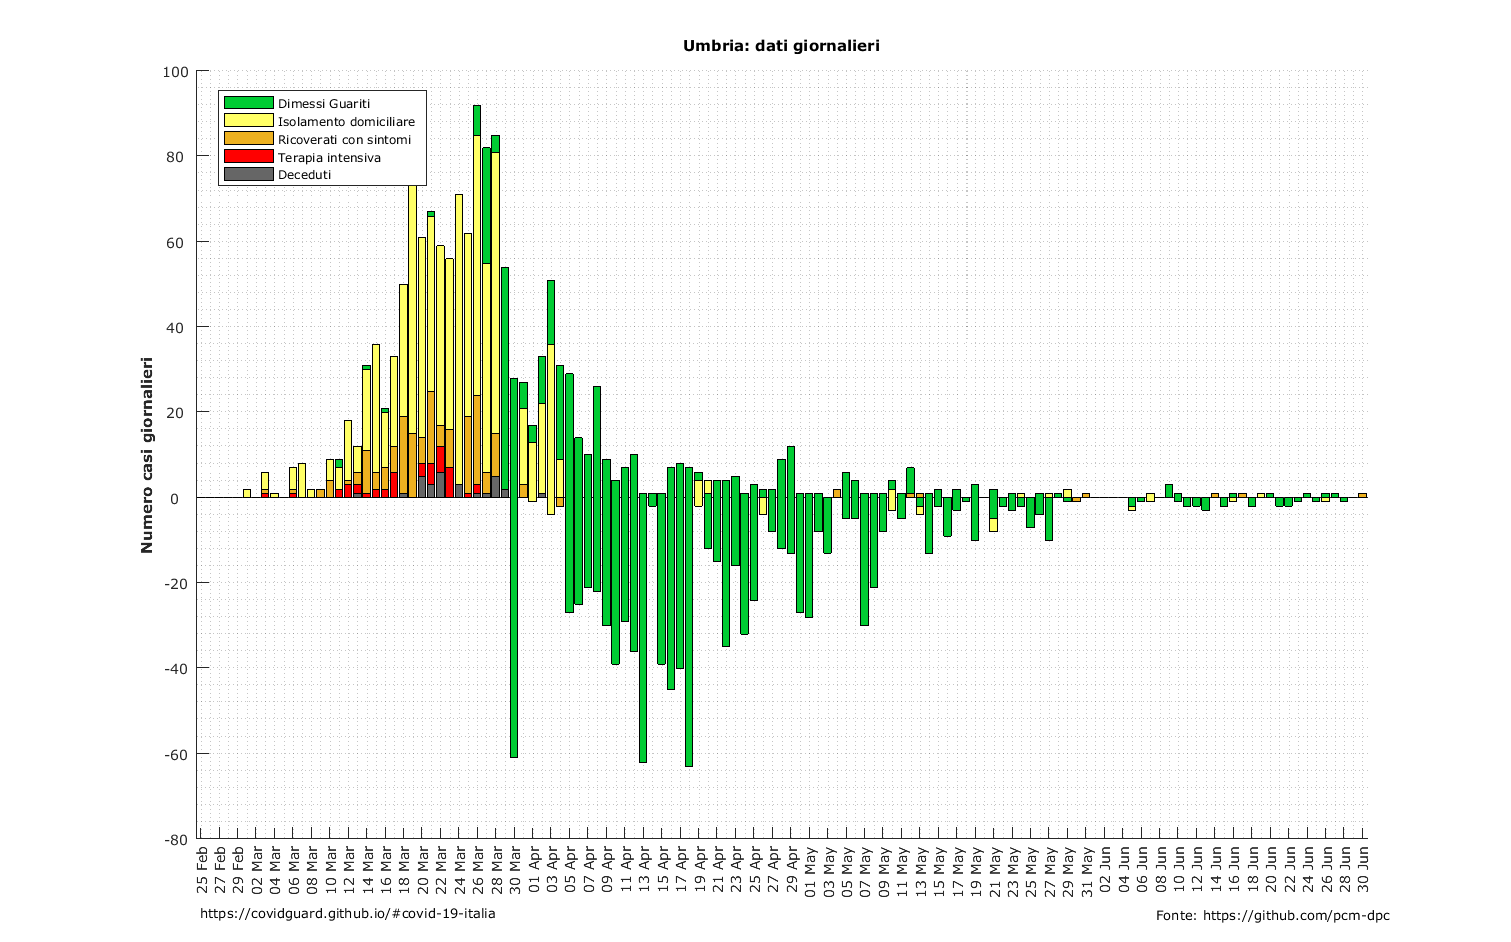 Umbria: dati giornalieri
Numero casi giornalieri
100
80
60
40
20
0
-20
-40
-60
-80
Dimessi Guariti
Isolamento domiciliare
Ricoverati con sintomi
Terapia intensiva
Deceduti
25 Feb
27 Feb
29 Feb
02 Mar
04 Mar
06 Mar
08 Mar
10 Mar
12 Mar
14 Mar
16 Mar
18 Mar
20 Mar
22 Mar
24 Mar
26 Mar
28 Mar
30 Mar
01 Apr
03 Apr
05 Apr
07 Apr
09 Apr
11 Apr
13 Apr
15 Apr
17 Apr
19 Apr
21 Apr
23 Apr
25 Apr
27 Apr
29 Apr
01 May
03 May
05 May
07 May
09 May
11 May
13 May
15 May
17 May
19 May
21 May
23 May
25 May
27 May
29 May
31 May
02 Jun
04 Jun
06 Jun
08 Jun
10 Jun
12 Jun
14 Jun
16 Jun
18 Jun
20 Jun
22 Jun
24 Jun
26 Jun
28 Jun
30 Jun
https://covidguard.github.io/#covid-19-italia
Fonte: https://github.com/pcm-dpc